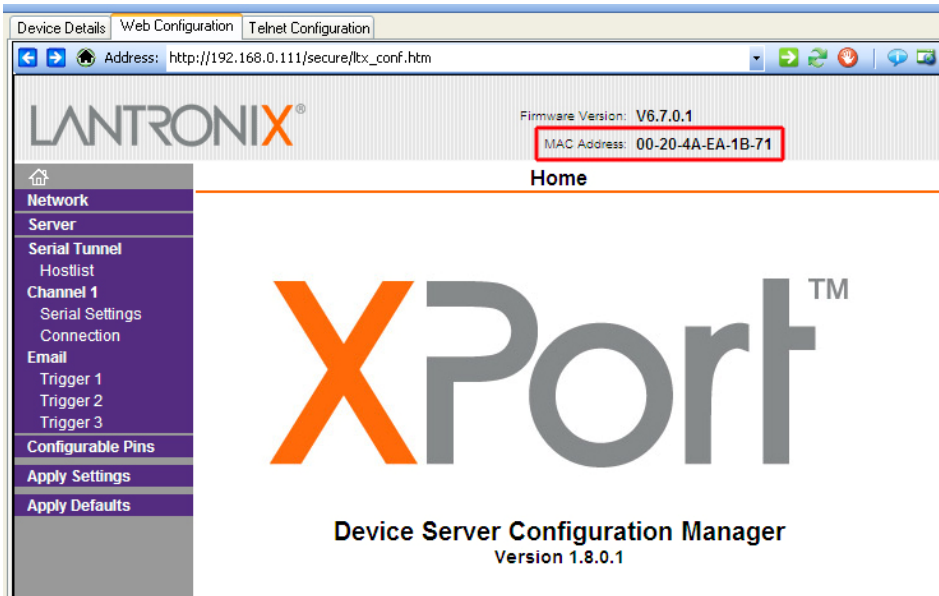 Device Details Web Configuration Telnet Configuration
Address: http://192.168.0.111/secure/ltx_conf.htm
LANTRONIX®
Firmware Version: V6.7.0.1
MAC Address: 00-20-4A-EA-1B-71
Home
Network
Server
Serial Tunnel
Hostlist
Channel 1
Serial Settings
Connection
Email
Trigger 1
Trigger 2
Trigger 3
Configurable Pins
Apply Settings
Apply Defaults
XPort™
Device Server Configuration Manager
Version 1.8.0.1